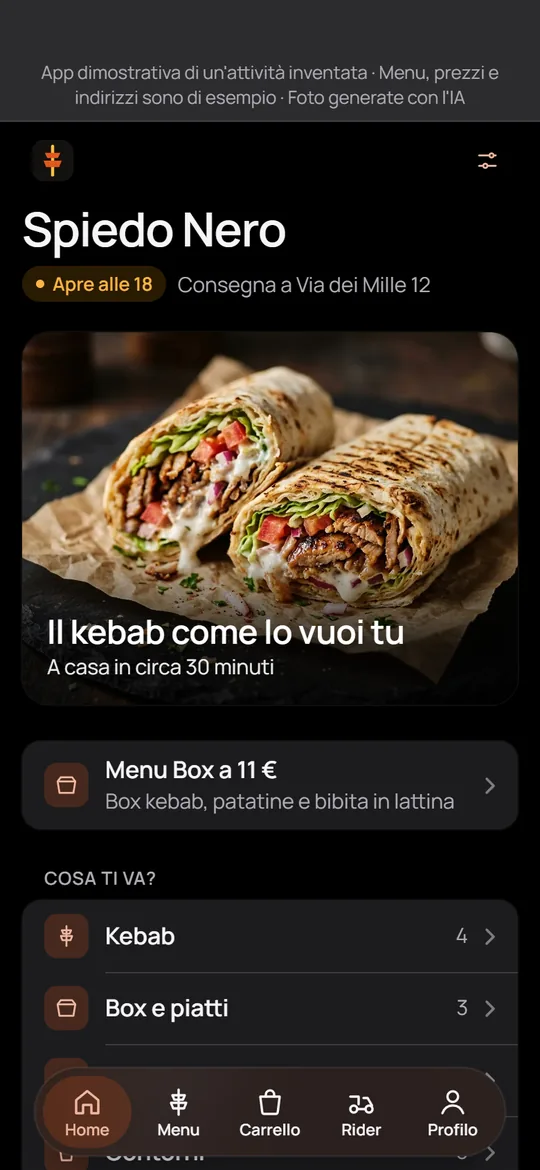 App dimostrativa di un'attività inventata · Menu, prezzi e
indirizzi sono di esempio · Foto generate con l'IA
Spiedo Nero
Apre alle 18
Consegna a Via dei Mille 12
Il kebab come lo vuoi tu
A casa in circa 30 minuti
Menu Box a 11 €
Box kebab, patatine e bibita in lattina
COSA TI VA?
Kebab 4
Box e piatti 3
Home Menu Carrello Rider Profilo